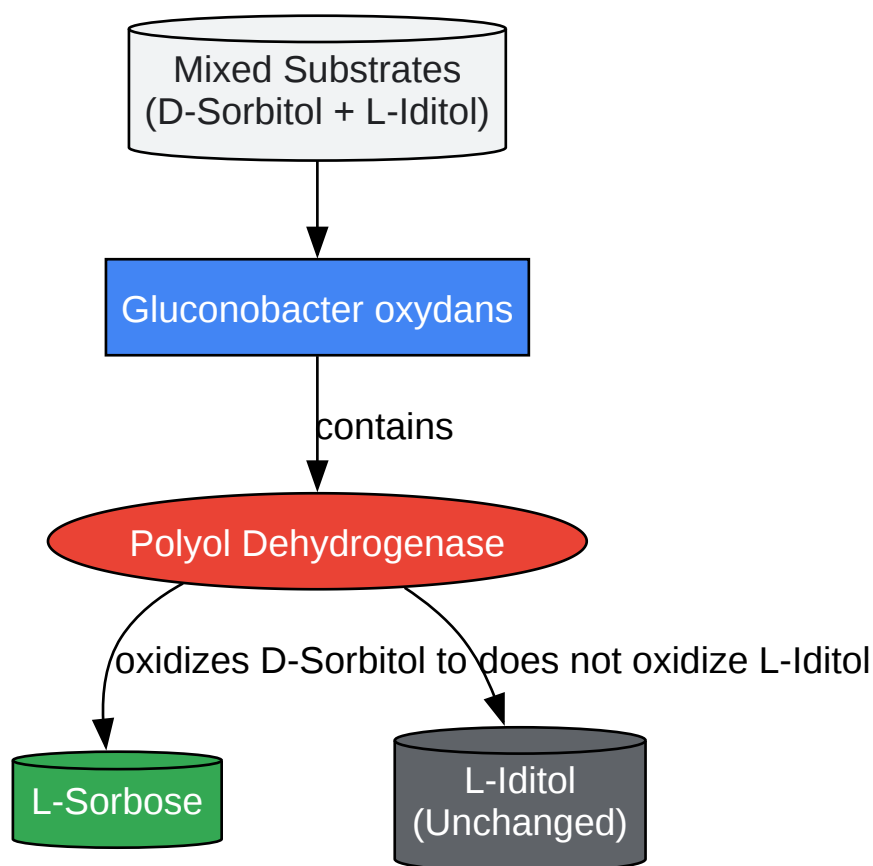 Mixed Substrates
(D-Sorbitol + L-Iditol)
Gluconobacter oxydans
contains
Polyol Dehydrogenase
oxidizes D-Sorbitol to
does not oxidize L-Iditol
L-Sorbose
L-Iditol
(Unchanged)